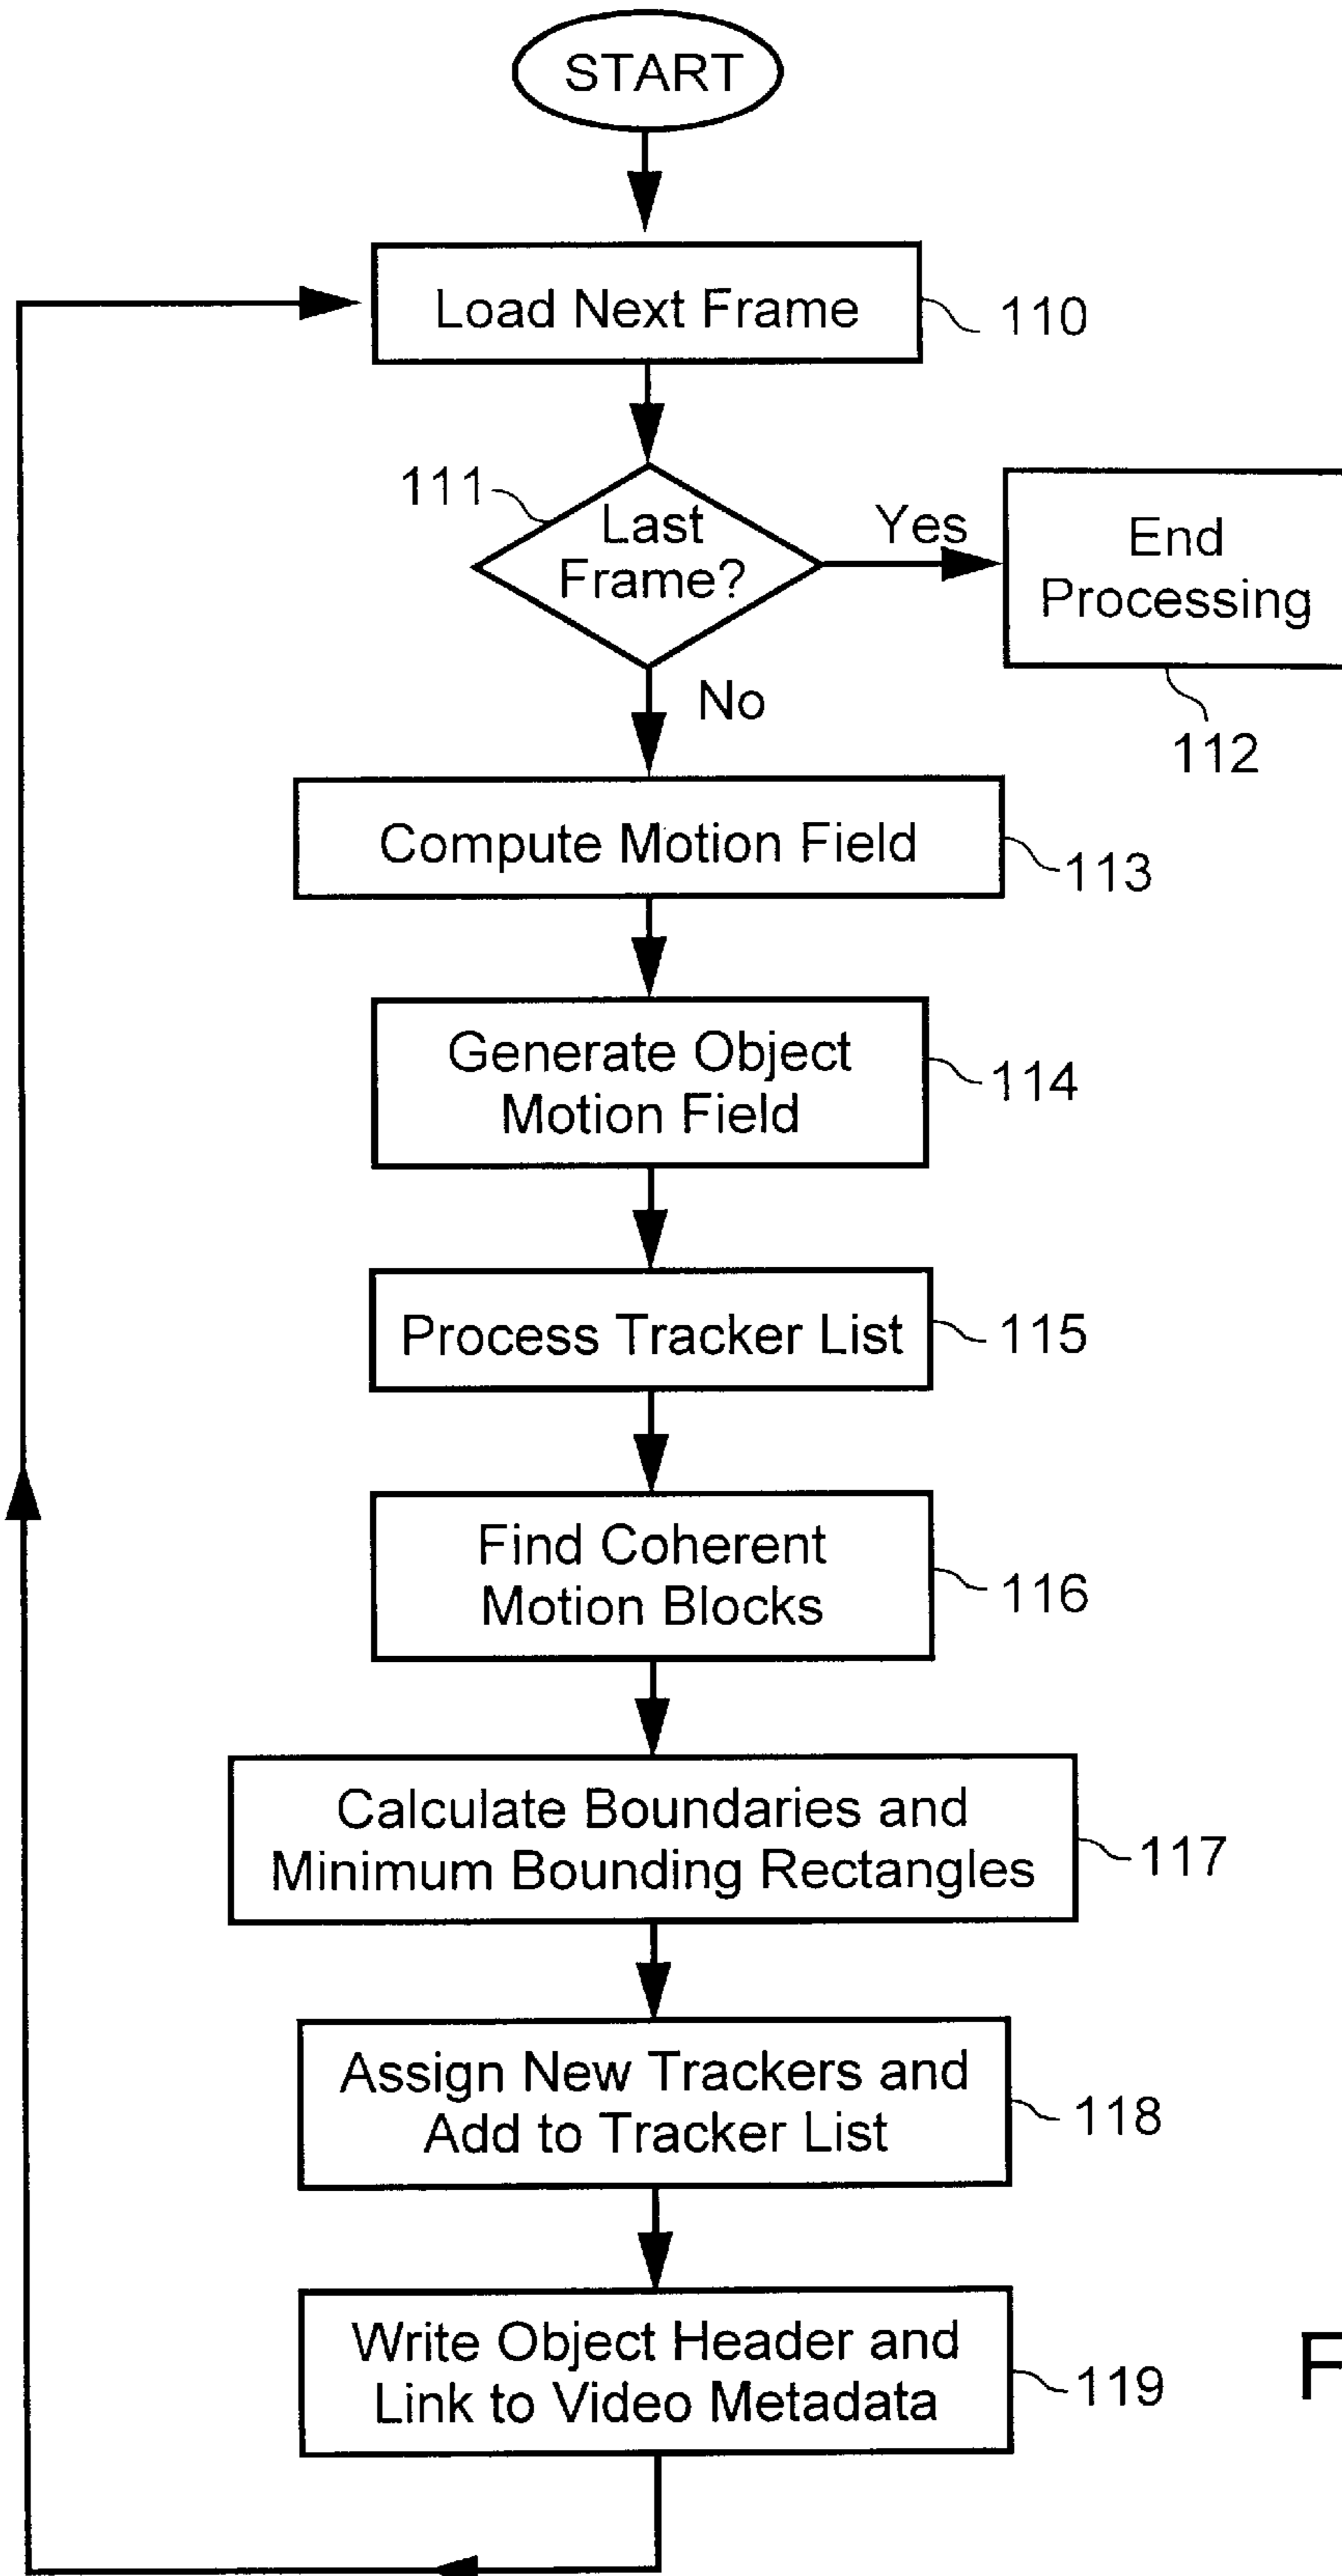 START
Load Next Frame
110
111
Last
Frame?
Yes
End
Processing
112
No
Compute Motion Field
113
Generate Object
Motion Field
114
Process Tracker List
115
Find Coherent
Motion Blocks
116
Calculate Boundaries and
Minimum Bounding Rectangles
117
Assign New Trackers and
Add to Tracker List
118
Write Object Header and
Link to Video Metadata
119
F